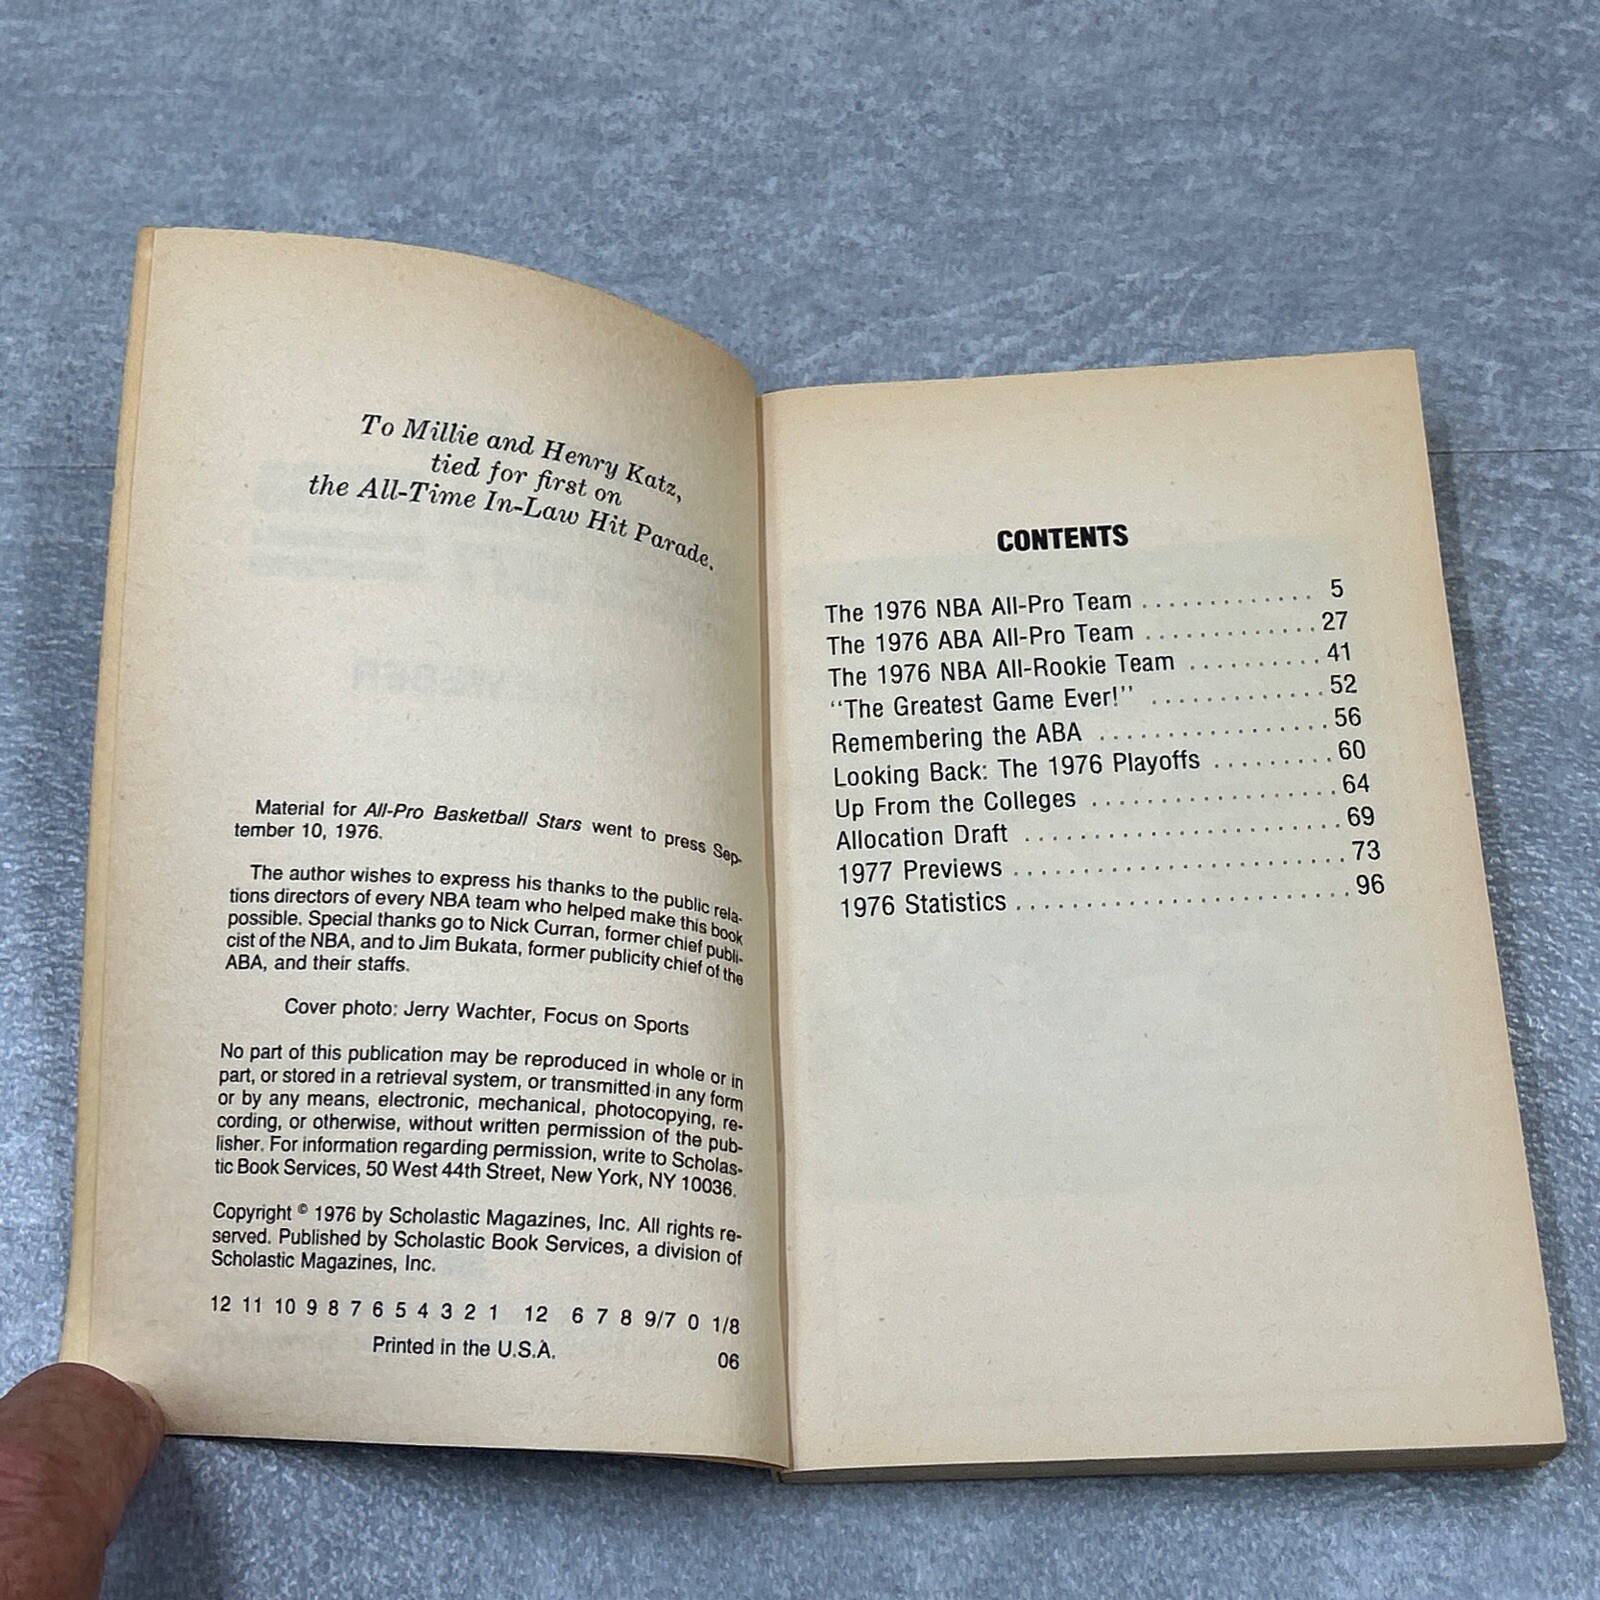 To Millie and Henry Katz,
tied for first on
the All-Time In-Law Hit Parade.
Material for All-Pro Basketball Stars went to press Sep-
tember 10, 1976.
The author wishes to express his thanks to the public rela-
tions directors of every NBA team who helped make this book
possible. Special thanks go to Nick Curran, former chief publi-
cist of the NBA, and to Jim Bukata, former publicity chief of the
ABA, and their staffs.
Cover photo: Jerry Wachter, Focus on Sports
No part of this publication may be reproduced in whole or in
part, or stored in a retrieval system, or transmitted in any form
or by any means, electronic, mechanical, photocopying, re-
cording, or otherwise, without written permission of the pub-
lisher. For information regarding permission, write to Scholas-
tic Book Services, 50 West 44th Street, New York, NY 10036.
Copyright © 1976 by Scholastic Magazines, Inc. All rights re-
served. Published by Scholastic Book Services, a division of
Scholastic Magazines, Inc.
12 11 10 9 8 7 6 5 4 3 2 1 12 6 7 8 9/7 0 1/8
Printed in the U.S.A. 06
CONTENTS
The 1976 NBA All-Pro Team . . . . . . . . . . . . . 5
The 1976 ABA All-Pro Team . . . . . . . . . . . . . 27
The 1976 NBA All-Rookie Team . . . . . . . . . . 41
"The Greatest Game Ever!" . . . . . . . . . . . . . 52
Remembering the ABA . . . . . . . . . . . . . . . . . 56
Looking Back: The 1976 Playoffs . . . . . . . . . 60
Up From the Colleges . . . . . . . . . . . . . . . . . . 64
Allocation Draft . . . . . . . . . . . . . . . . . . . . . . . 69
1977 Previews . . . . . . . . . . . . . . . . . . . . . . . . 73
1976 Statistics . . . . . . . . . . . . . . . . . . . . . . . . 96